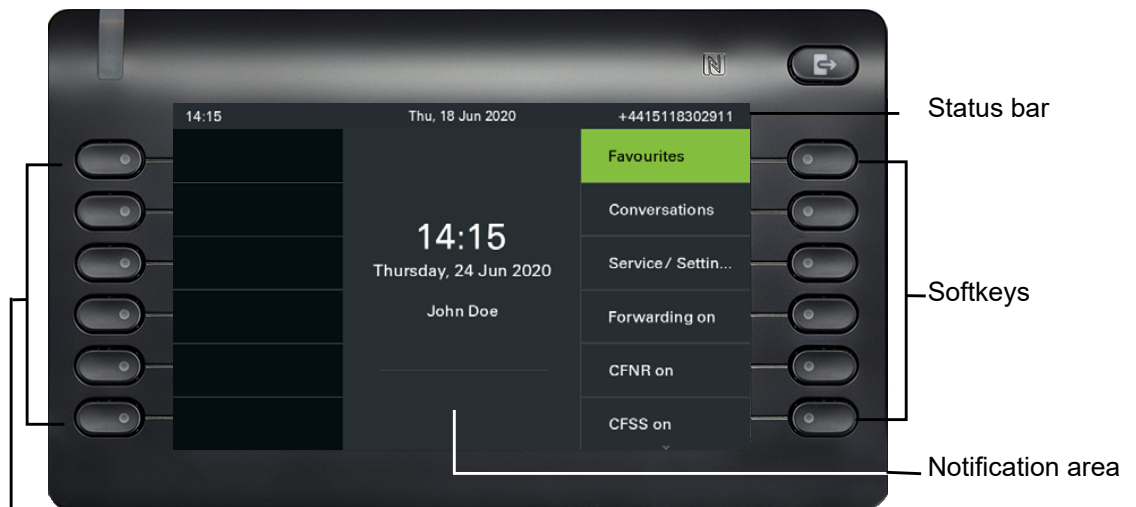 14:15 Thu, 18 Jun 2020 +4415118302911
Status bar
Favourites
Conversations
14:15
Thursday, 24 Jun 2020
Service / Settin...
Softkeys
John Doe
Forwarding on
CFNR on
CFSS on
Notification area